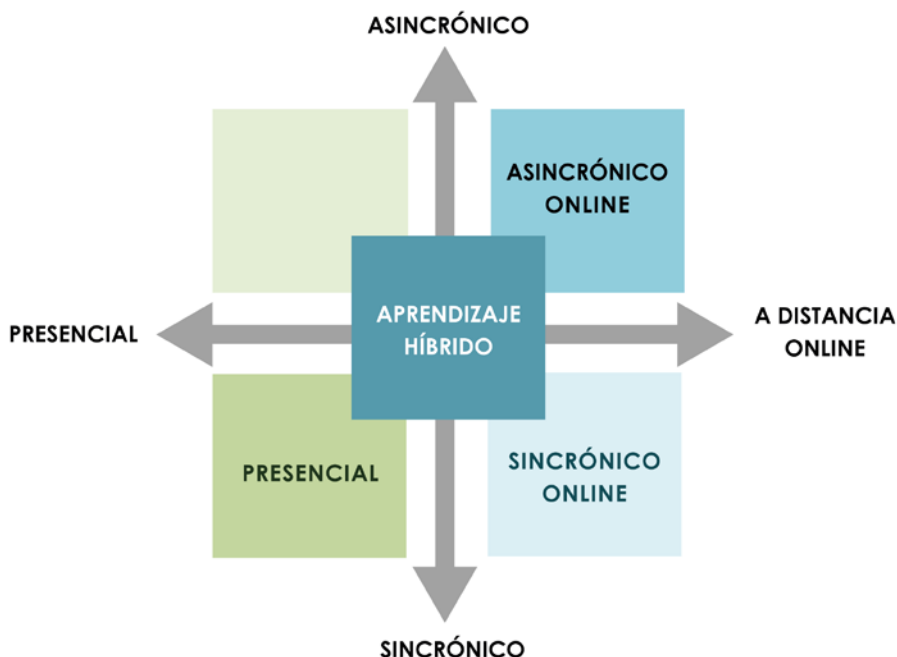 ASINCRÓNICO
ASINCRÓNICO
ONLINE
PRESENCIAL
APRENDIZAJE
HÍBRIDO
A DISTANCIA
ONLINE
PRESENCIAL
SINCRÓNICO
ONLINE
SINCRÓNICO